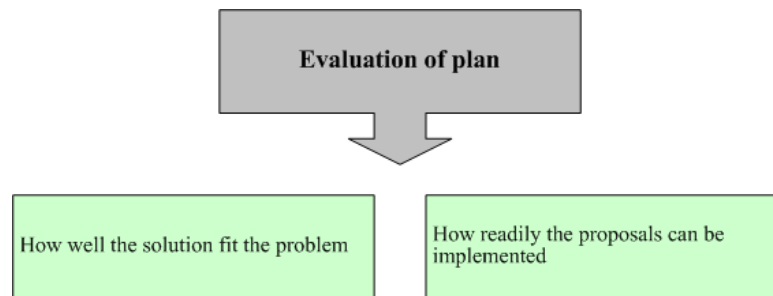 Evaluation of plan
How well the solution fit the problem
How readily the proposals can be
implemented